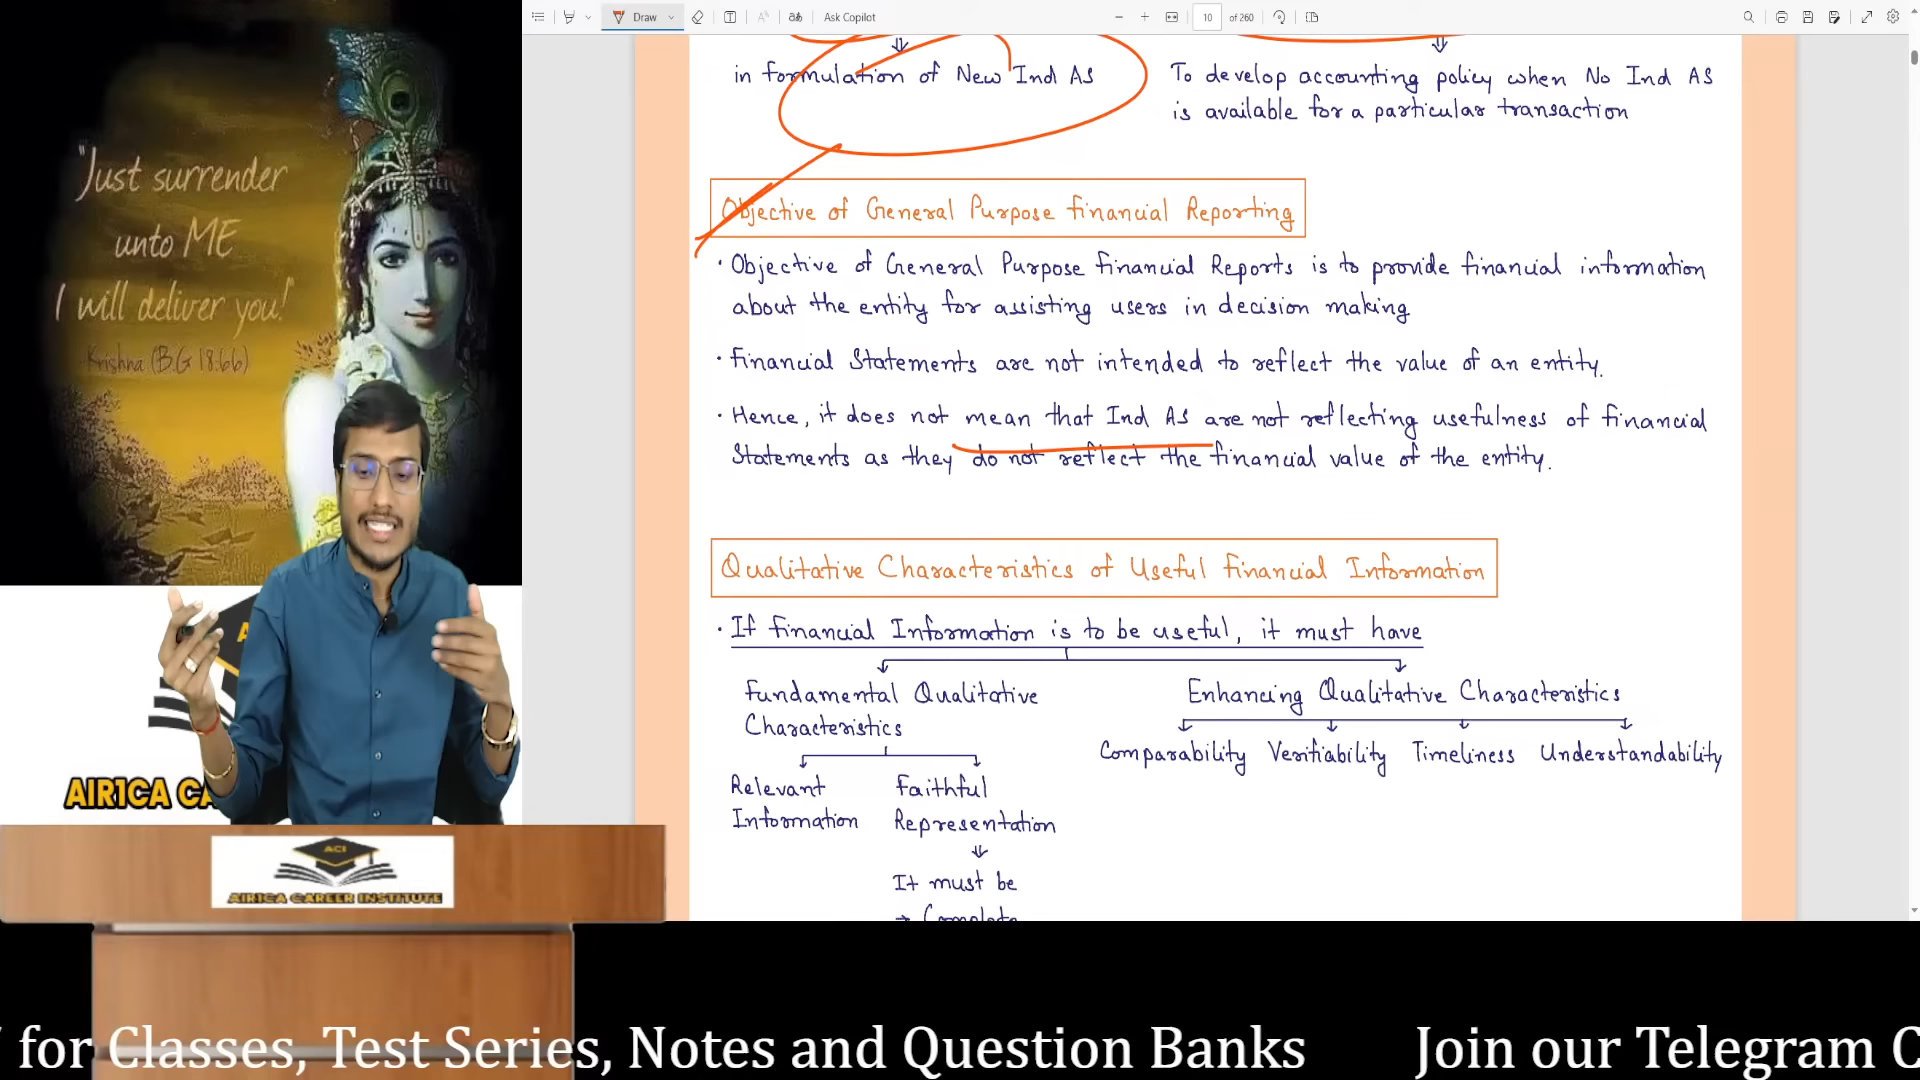 "Just surrender
unto ME
I will deliver you!"
Krishna (B.G 18.66)
AIR1CA CA
ACI
AIR1CA CAREER INSTITUTE
Draw
Ask Copilot
10 of 260
in formulation of New Ind AS
To develop accounting policy when No Ind AS
is available for a particular transaction
Objective of General Purpose Financial Reporting
· Objective of General Purpose Financial Reports is to provide financial information
about the entity for assisting users in decision making
· Financial Statements are not intended to reflect the value of an entity.
· Hence, it does not mean that Ind AS are not reflecting usefulness of financial
Statements as they do not reflect the financial value of the entity.
Qualitative Characteristics of Useful Financial Information
· If Financial Information is to be useful, it must have
Fundamental Qualitative
Characteristics
Enhancing Qualitative Characteristics
Comparability Verifiability Timeliness Understandability
Relevant
Information
Faithful
Representation
It must be
→ Complete
for Classes, Test Series, Notes and Question Banks
Join our Telegram C